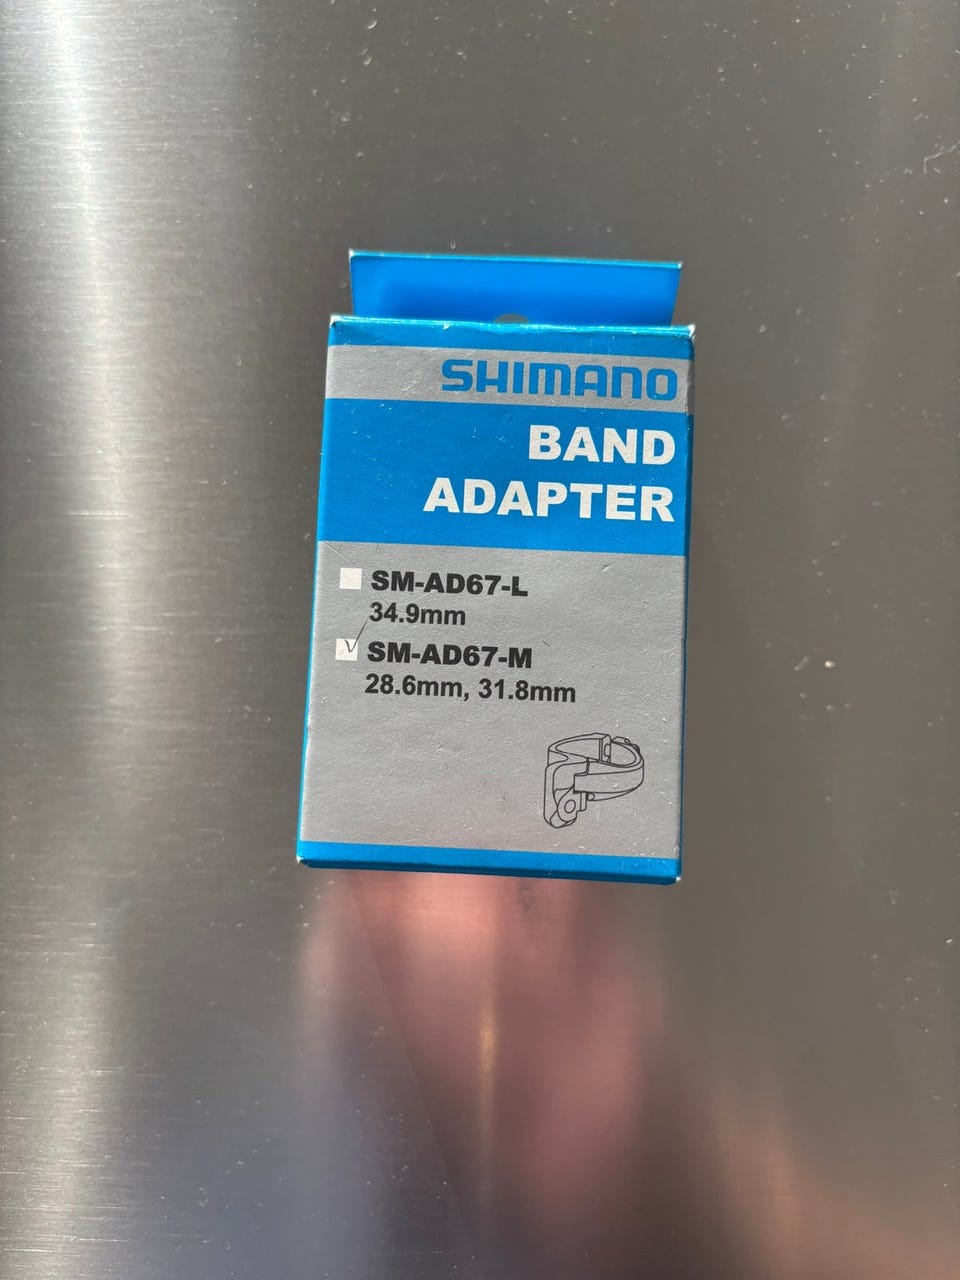 SHIMANO
BAND
ADAPTER
SM-AD67-L
34.9mm
SM-AD67-M
28.6mm, 31.8mm